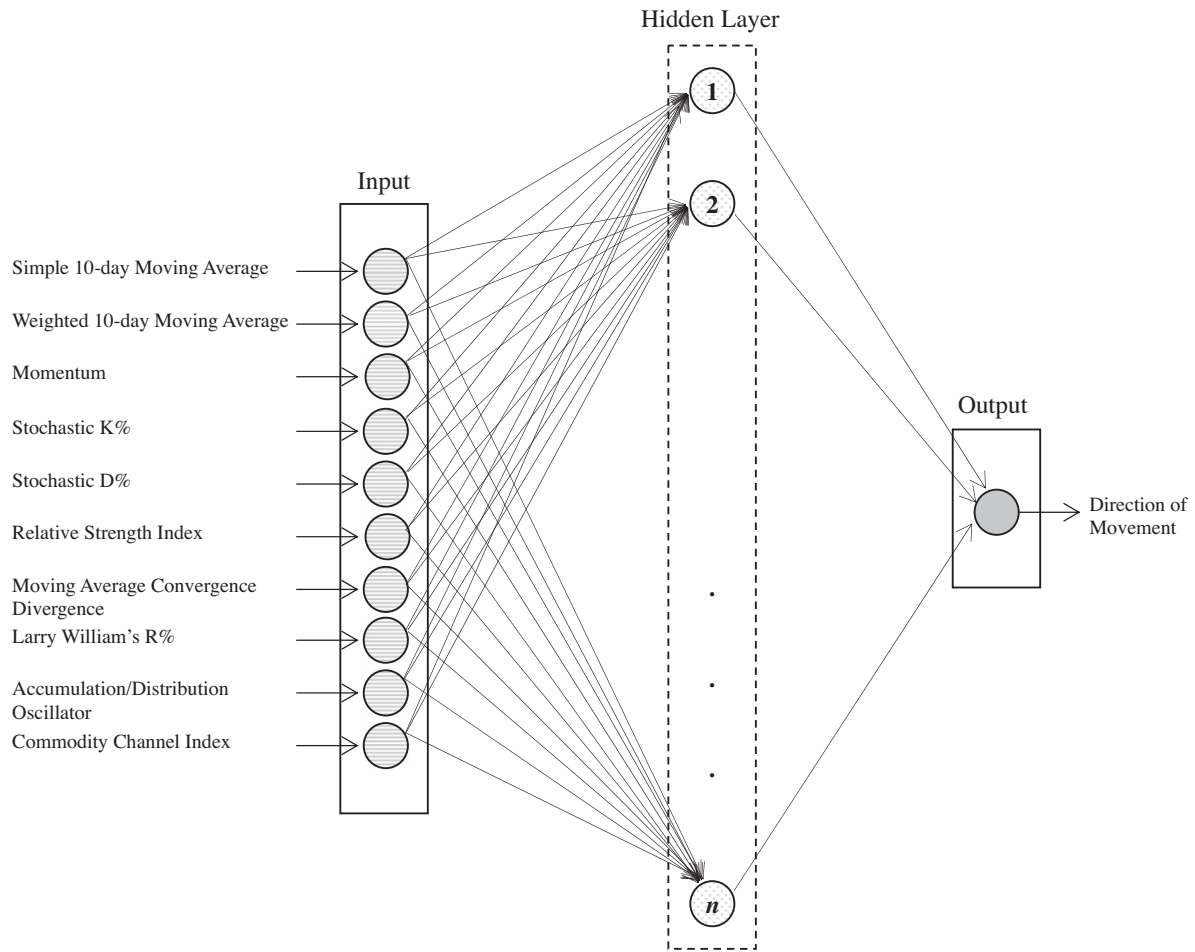 Hidden Layer
1
Input
2
Simple 10-day Moving Average
Weighted 10-day Moving Average
Momentum
Stochastic K%
Stochastic D%
Relative Strength Index
Moving Average Convergence
Divergence
Larry William's R%
Accumulation/Distribution
Oscillator
Commodity Channel Index
Output
Direction of
Movement
n